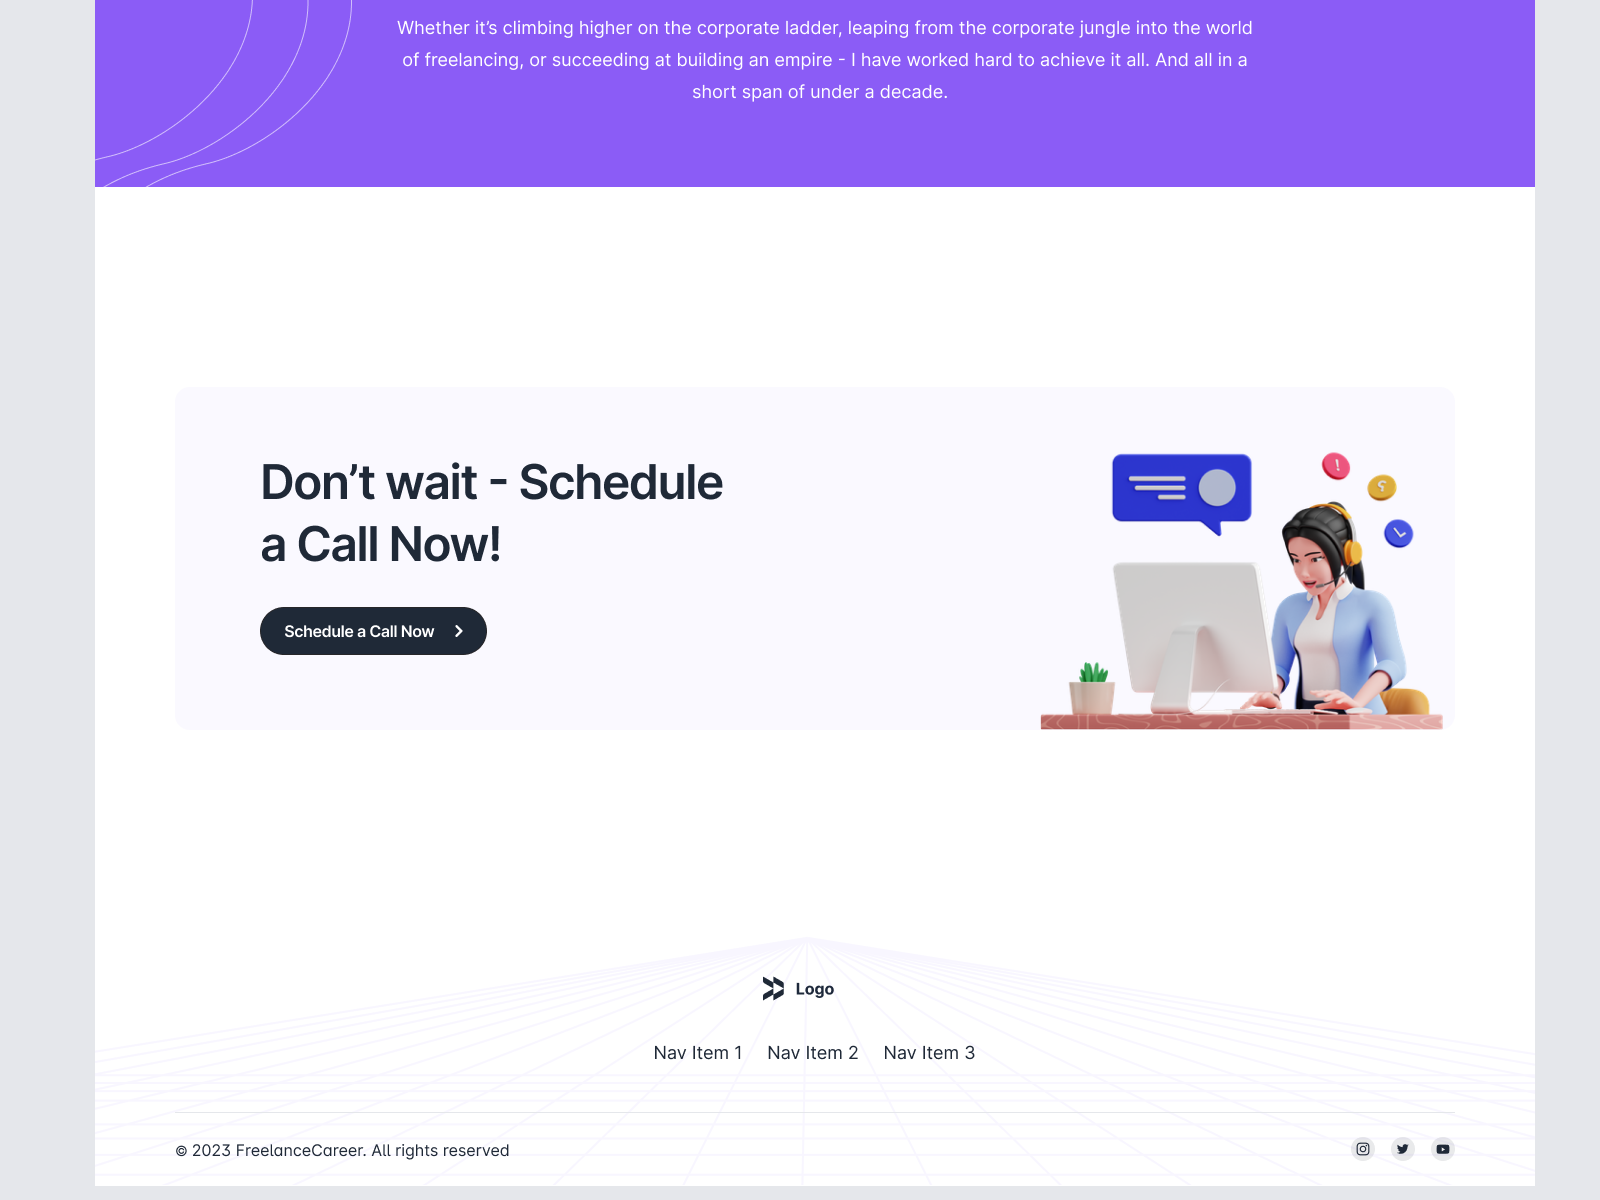 Whether it’s climbing higher on the corporate ladder, leaping from the corporate jungle into the world
of freelancing, or succeeding at building an empire - I have worked hard to achieve it all. And all in a
short span of under a decade.
Don’t wait - Schedule
a Call Now!
Schedule a Call Now
Logo
Nav Item 1 Nav Item 2 Nav Item 3
© 2023 FreelanceCareer. All rights reserved